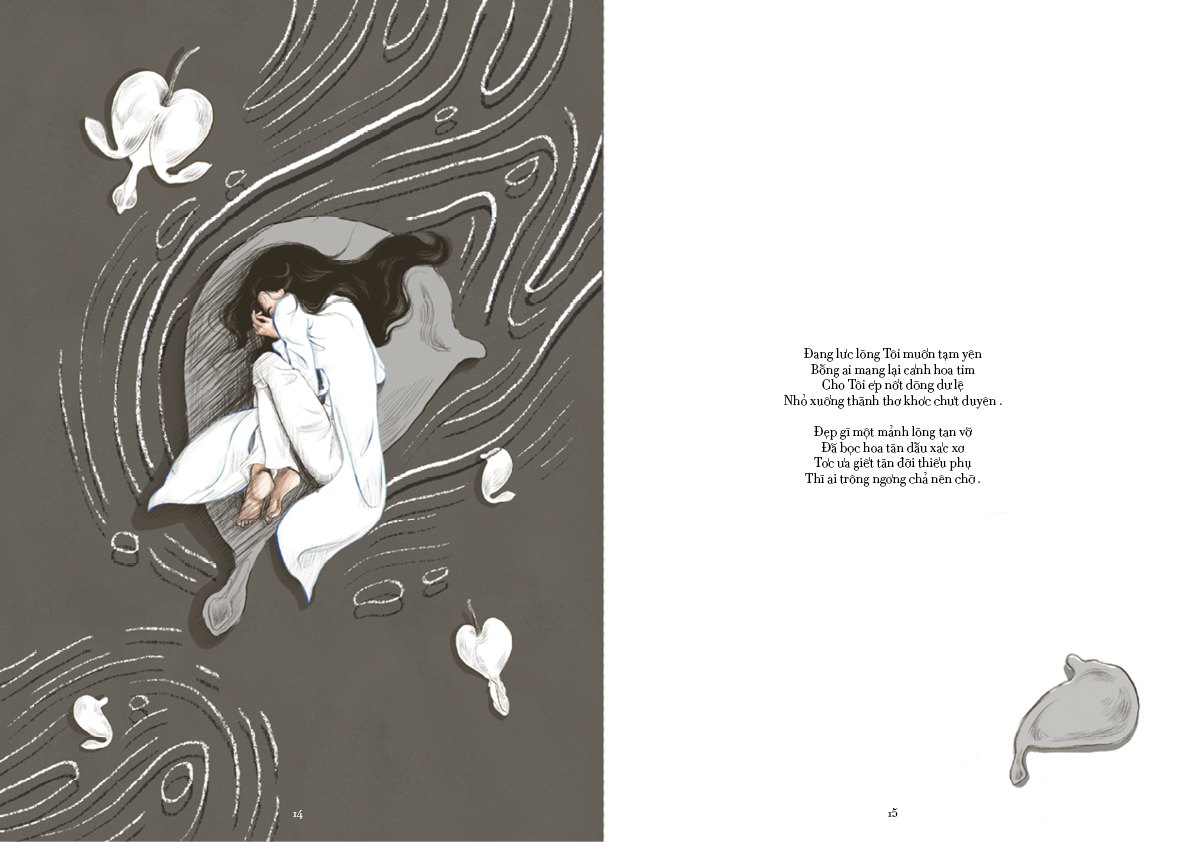 14
Đang lúc lòng Tôi muốn tạm yên
Bỗng ai mang lại cánh hoa tim
Cho Tôi ép nốt dòng dư lệ
Nhỏ xuống thành thơ khóc chút duyên .
Đẹp gì một mảnh lòng tan vỡ
Đã bọc hoa tàn dấu xác xơ
Tóc úa giết tàn đời thiếu phụ
Thì ai trông ngóng chả nên chờ .
15